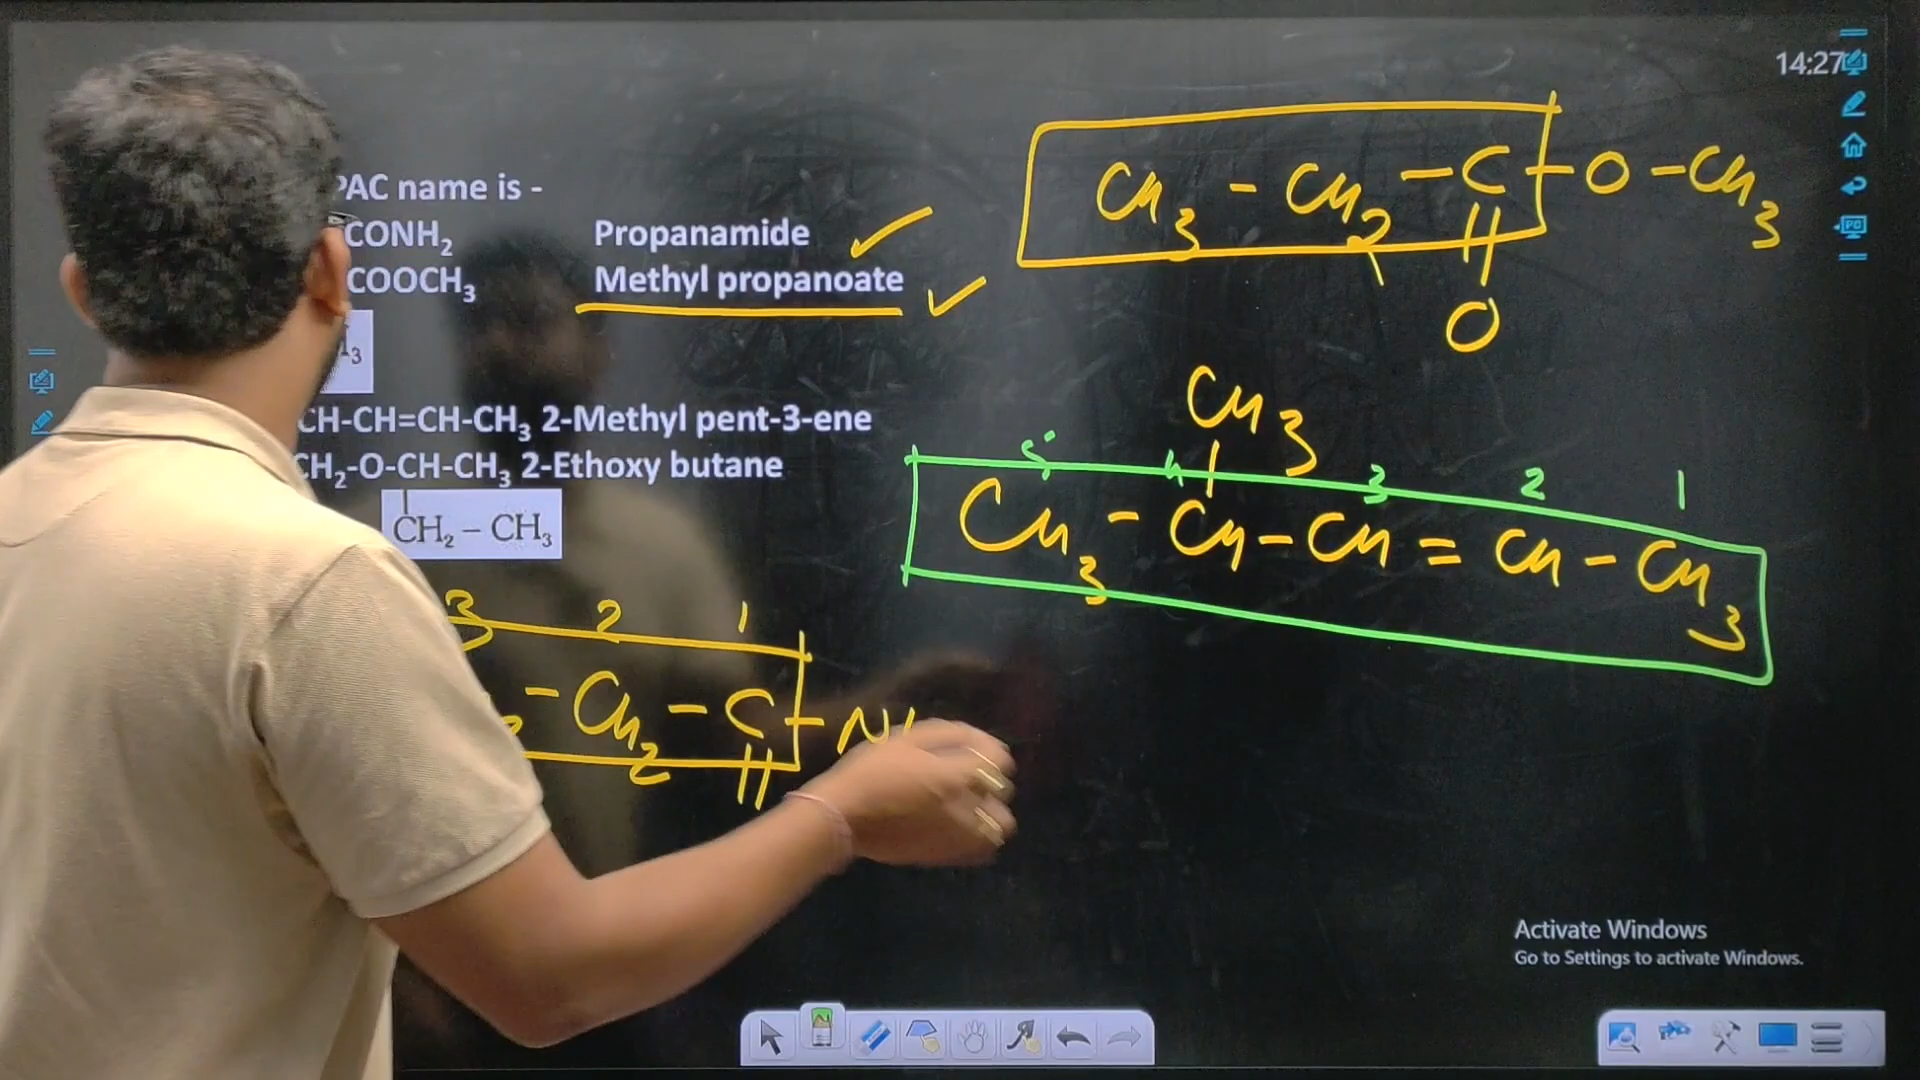 14:27
PAC name is -
CONH2 Propanamide
COOCH3 Methyl propanoate
3
CH-CH=CH-CH3 2-Methyl pent-3-ene
CH2-O-CH-CH3 2-Ethoxy butane
CH2 – CH3
CH3 - CH2 - C - O - CH3
O
CH3
5 4 3 2 1
CH3 - CH - CH = CH - CH3
3 2 1
- CH2 - C - N
Activate Windows
Go to Settings to activate Windows.